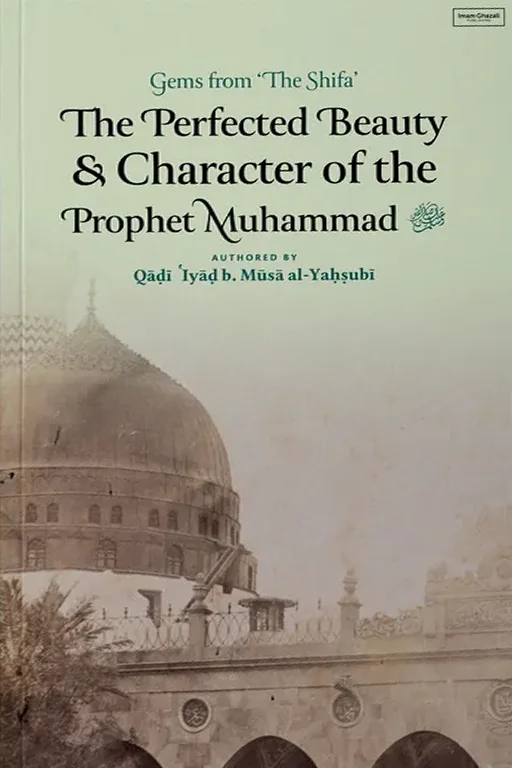 Imam Ghazali
Gems from ‘The Shifa’
The Perfected Beauty
& Character of the
Prophet Muhammad ﷺ
AUTHORED BY
Qāḍī ʿIyāḍ b. Mūsā al-Yaḥṣubī